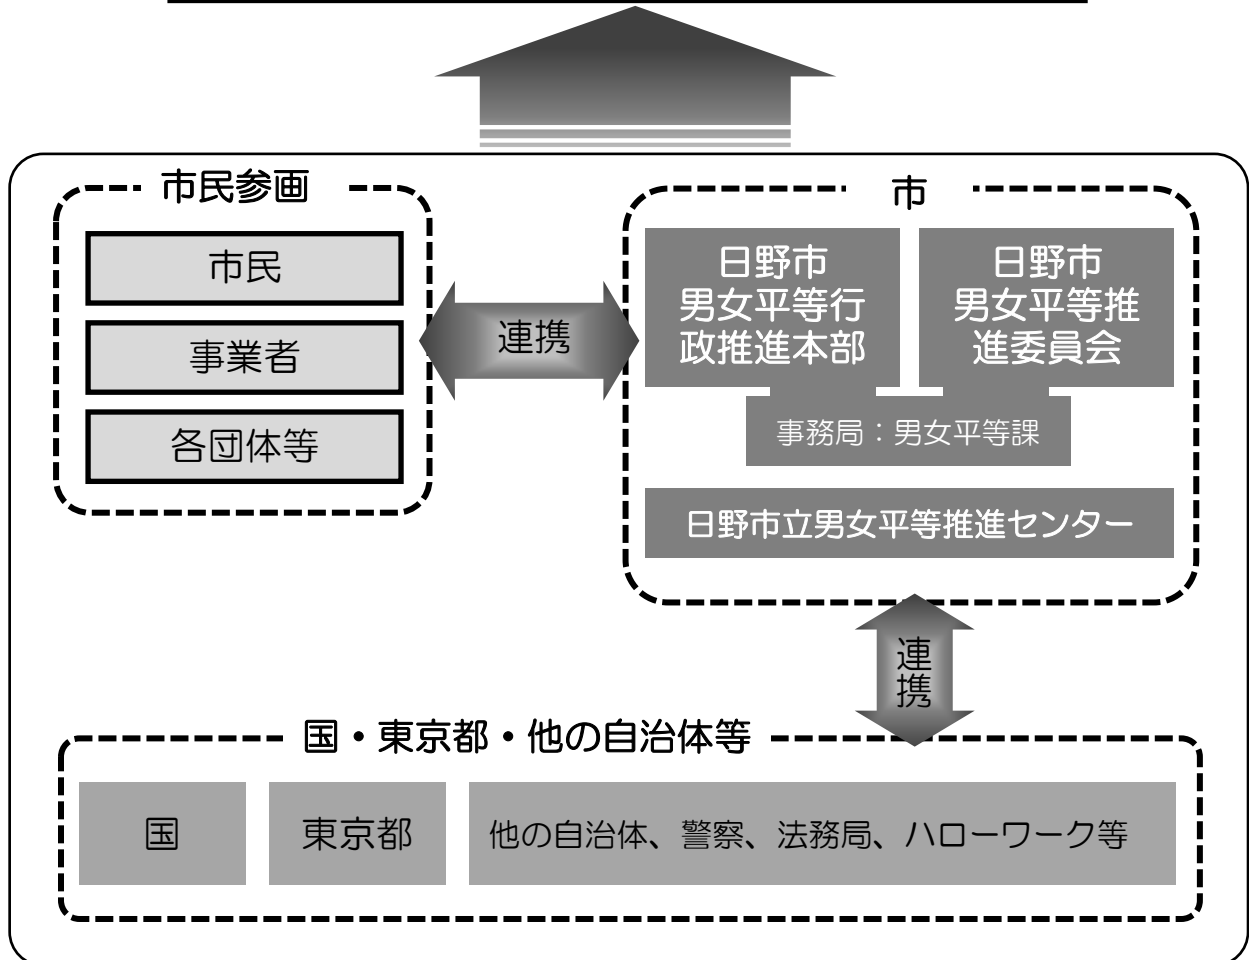 市民参画
市民
事業者
各団体等
連携
市
日野市
男女平等行
政推進本部
日野市
男女平等推
進委員会
事務局：男女平等課
日野市立男女平等推進センター
連
携
国・東京都・他の自治体等
国
東京都
他の自治体、警察、法務局、ハローワーク等